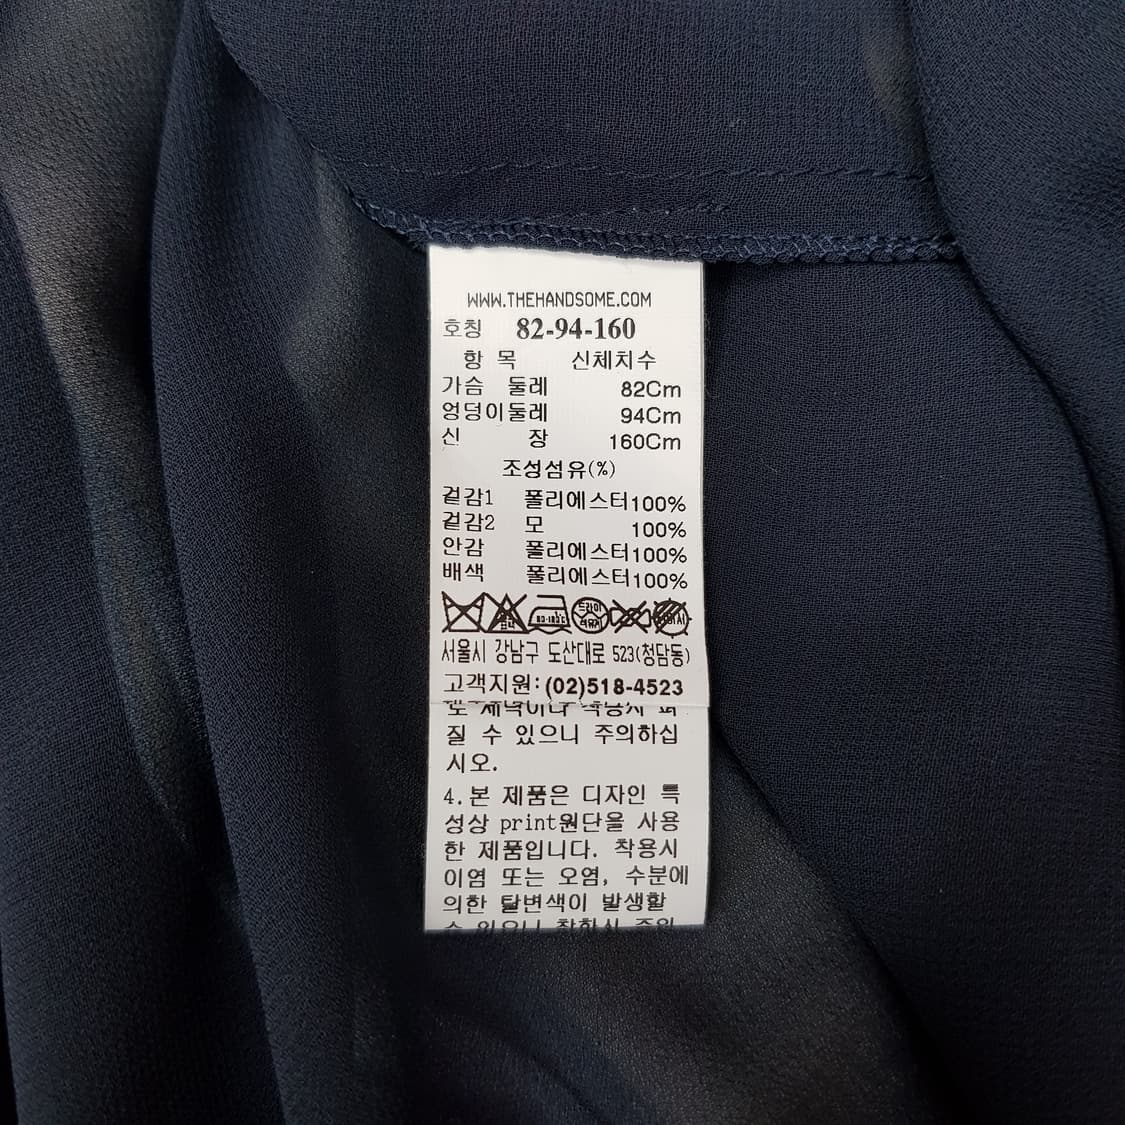 WWW.THEHANDSOME.COM
호칭 82-94-160
항 목 신체치수
가슴 둘레 82Cm
엉덩이둘레 94Cm
신 장 160Cm
조성섬유(%)
겉감1 폴리에스터100%
겉감2 모 100%
안감 폴리에스터100%
배색 폴리에스터100%
드라이
서울시 강남구 도산대로 523(청담동)
고객지원:(02)518-4523
질 수 있으니 주의하십
시오.
4.본 제품은 디자인 특
성상 print원단을 사용
한 제품입니다. 착용시
이염 또는 오염, 수분에
의한 탈변색이 발생할